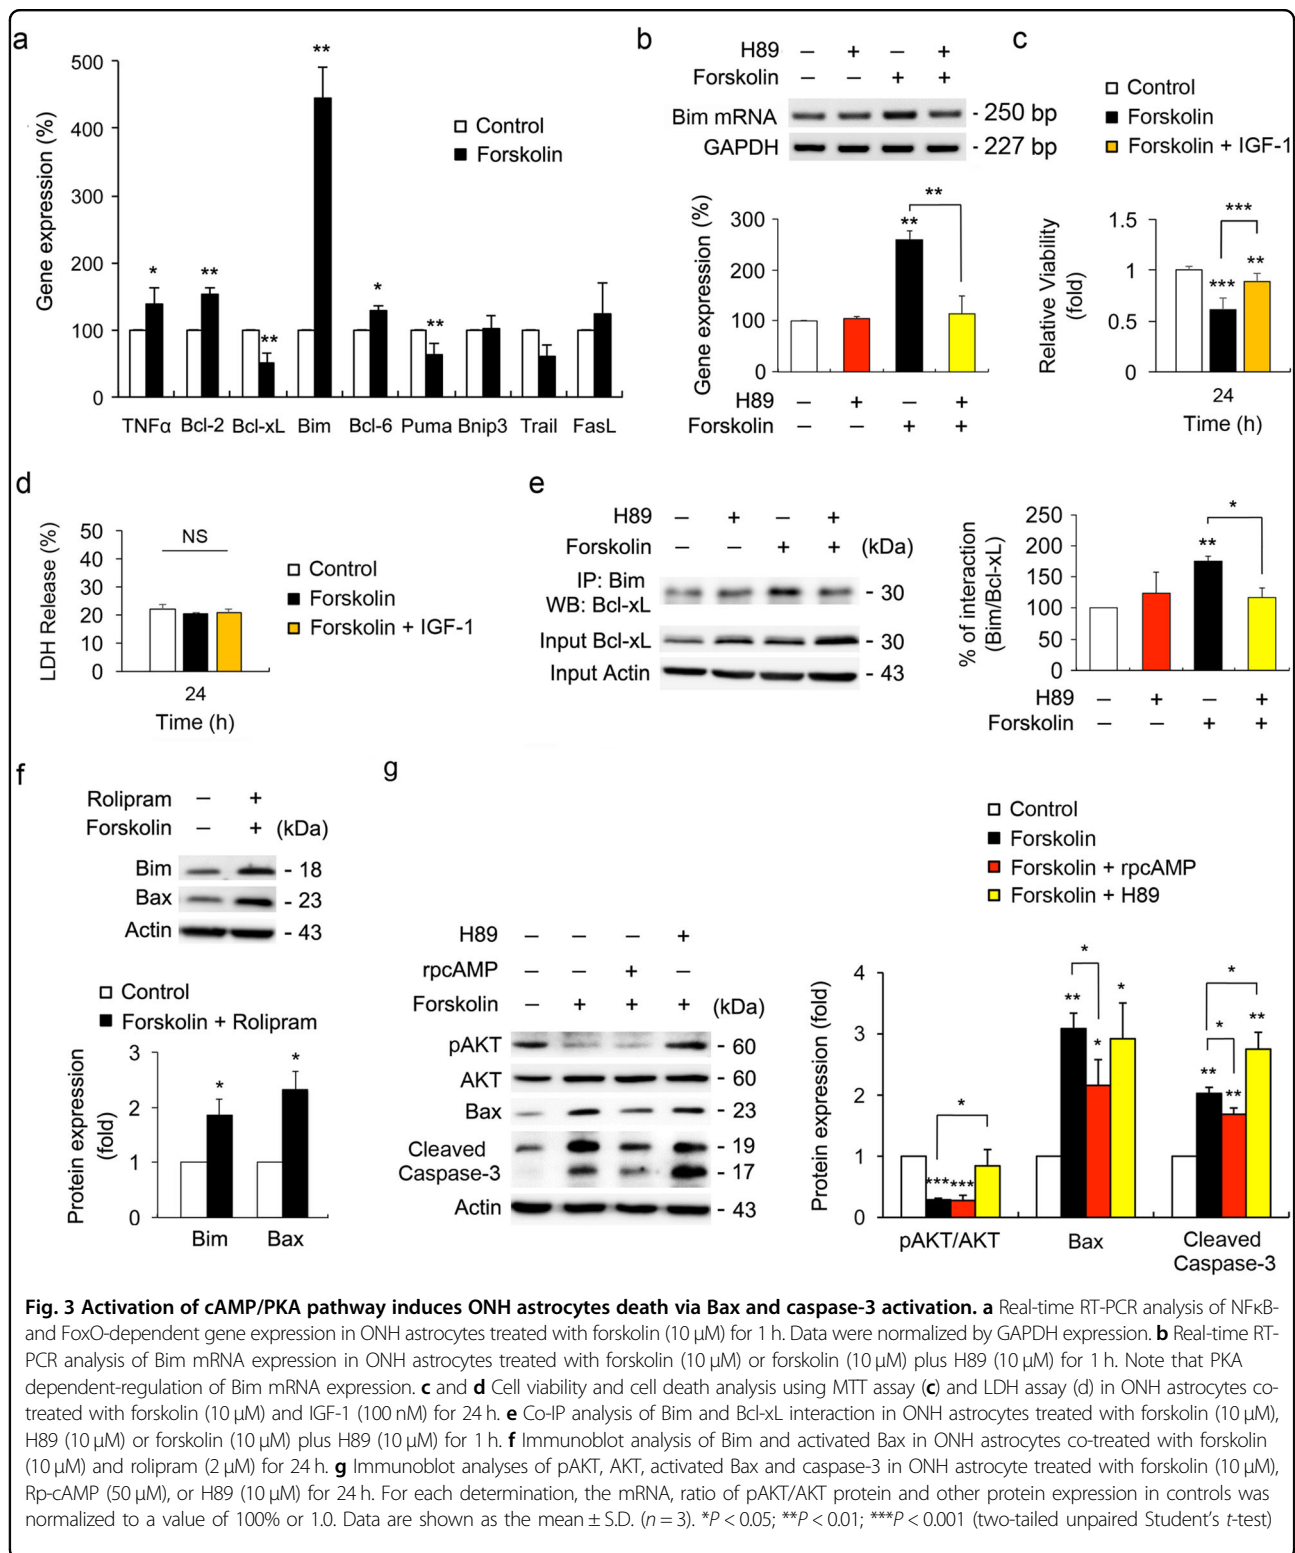 a
500
400
300
200
100
0
Gene expression (%)
**
*
**
**
*
**
Control
Forskolin
TNFα Bcl-2 Bcl-xL Bim Bcl-6 Puma Bnip3 Trail FasL
b
H89 – + – +
Forskolin – – + +
Bim mRNA - 250 bp
GAPDH - 227 bp
Gene expression (%)
300
200
100
0
**
**
H89 – + – +
Forskolin – – + +
c
Control
Forskolin
Forskolin + IGF-1
Relative Viability
(fold)
1.5
1
0.5
0
***
***
**
24
Time (h)
d
LDH Release (%)
50
40
30
20
10
0
NS
24
Time (h)
Control
Forskolin
Forskolin + IGF-1
e
H89 – + – +
Forskolin – – + + (kDa)
IP: Bim
WB: Bcl-xL - 30
Input Bcl-xL - 30
Input Actin - 43
% of interaction
(Bim/Bcl-xL)
250
200
150
100
50
0
*
**
H89 – + – +
Forskolin – – + +
f
Rolipram – +
Forskolin – + (kDa)
Bim - 18
Bax - 23
Actin - 43
Control
Forskolin + Rolipram
Protein expression
(fold)
3
2
1
0
*
*
Bim Bax
g
H89 – – – +
rpcAMP – – + –
Forskolin – + + + (kDa)
pAKT - 60
AKT - 60
Bax - 23
Cleaved - 19
Caspase-3 - 17
Actin - 43
Control
Forskolin
Forskolin + rpcAMP
Forskolin + H89
Protein expression (fold)
4
3
2
1
0
*
***
***
*
**
*
*
*
*
**
**
**
pAKT/AKT Bax Cleaved
Caspase-3
Fig. 3 Activation of cAMP/PKA pathway induces ONH astrocytes death via Bax and caspase-3 activation. a Real-time RT-PCR analysis of NFκB-
and FoxO-dependent gene expression in ONH astrocytes treated with forskolin (10 μM) for 1 h. Data were normalized by GAPDH expression. b Real-time RT-
PCR analysis of Bim mRNA expression in ONH astrocytes treated with forskolin (10 μM) or forskolin (10 μM) plus H89 (10 μM) for 1 h. Note that PKA
dependent-regulation of Bim mRNA expression. c and d Cell viability and cell death analysis using MTT assay (c) and LDH assay (d) in ONH astrocytes co-
treated with forskolin (10 μM) and IGF-1 (100 nM) for 24 h. e Co-IP analysis of Bim and Bcl-xL interaction in ONH astrocytes treated with forskolin (10 μM),
H89 (10 μM) or forskolin (10 μM) plus H89 (10 μM) for 1 h. f Immunoblot analysis of Bim and activated Bax in ONH astrocytes co-treated with forskolin
(10 μM) and rolipram (2 μM) for 24 h. g Immunoblot analyses of pAKT, AKT, activated Bax and caspase-3 in ONH astrocyte treated with forskolin (10 μM),
Rp-cAMP (50 μM), or H89 (10 μM) for 24 h. For each determination, the mRNA, ratio of pAKT/AKT protein and other protein expression in controls was
normalized to a value of 100% or 1.0. Data are shown as the mean ± S.D. (n = 3). *P < 0.05; **P < 0.01; ***P < 0.001 (two-tailed unpaired Student's t-test)